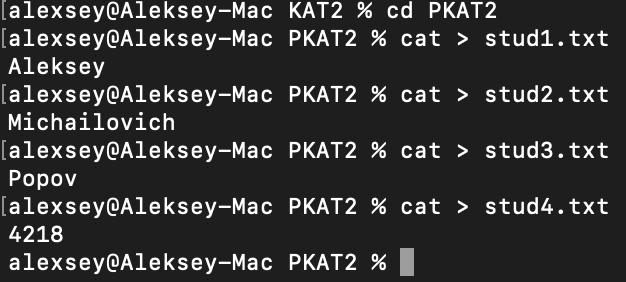 [alexsey@Aleksey-Mac KAT2 % cd PKAT2
[alexsey@Aleksey-Mac PKAT2 % cat > stud1.txt
Aleksey
[alexsey@Aleksey-Mac PKAT2 % cat > stud2.txt
Michailovich
[alexsey@Aleksey-Mac PKAT2 % cat > stud3.txt
Popov
[alexsey@Aleksey-Mac PKAT2 % cat > stud4.txt
4218
alexsey@Aleksey-Mac PKAT2 %